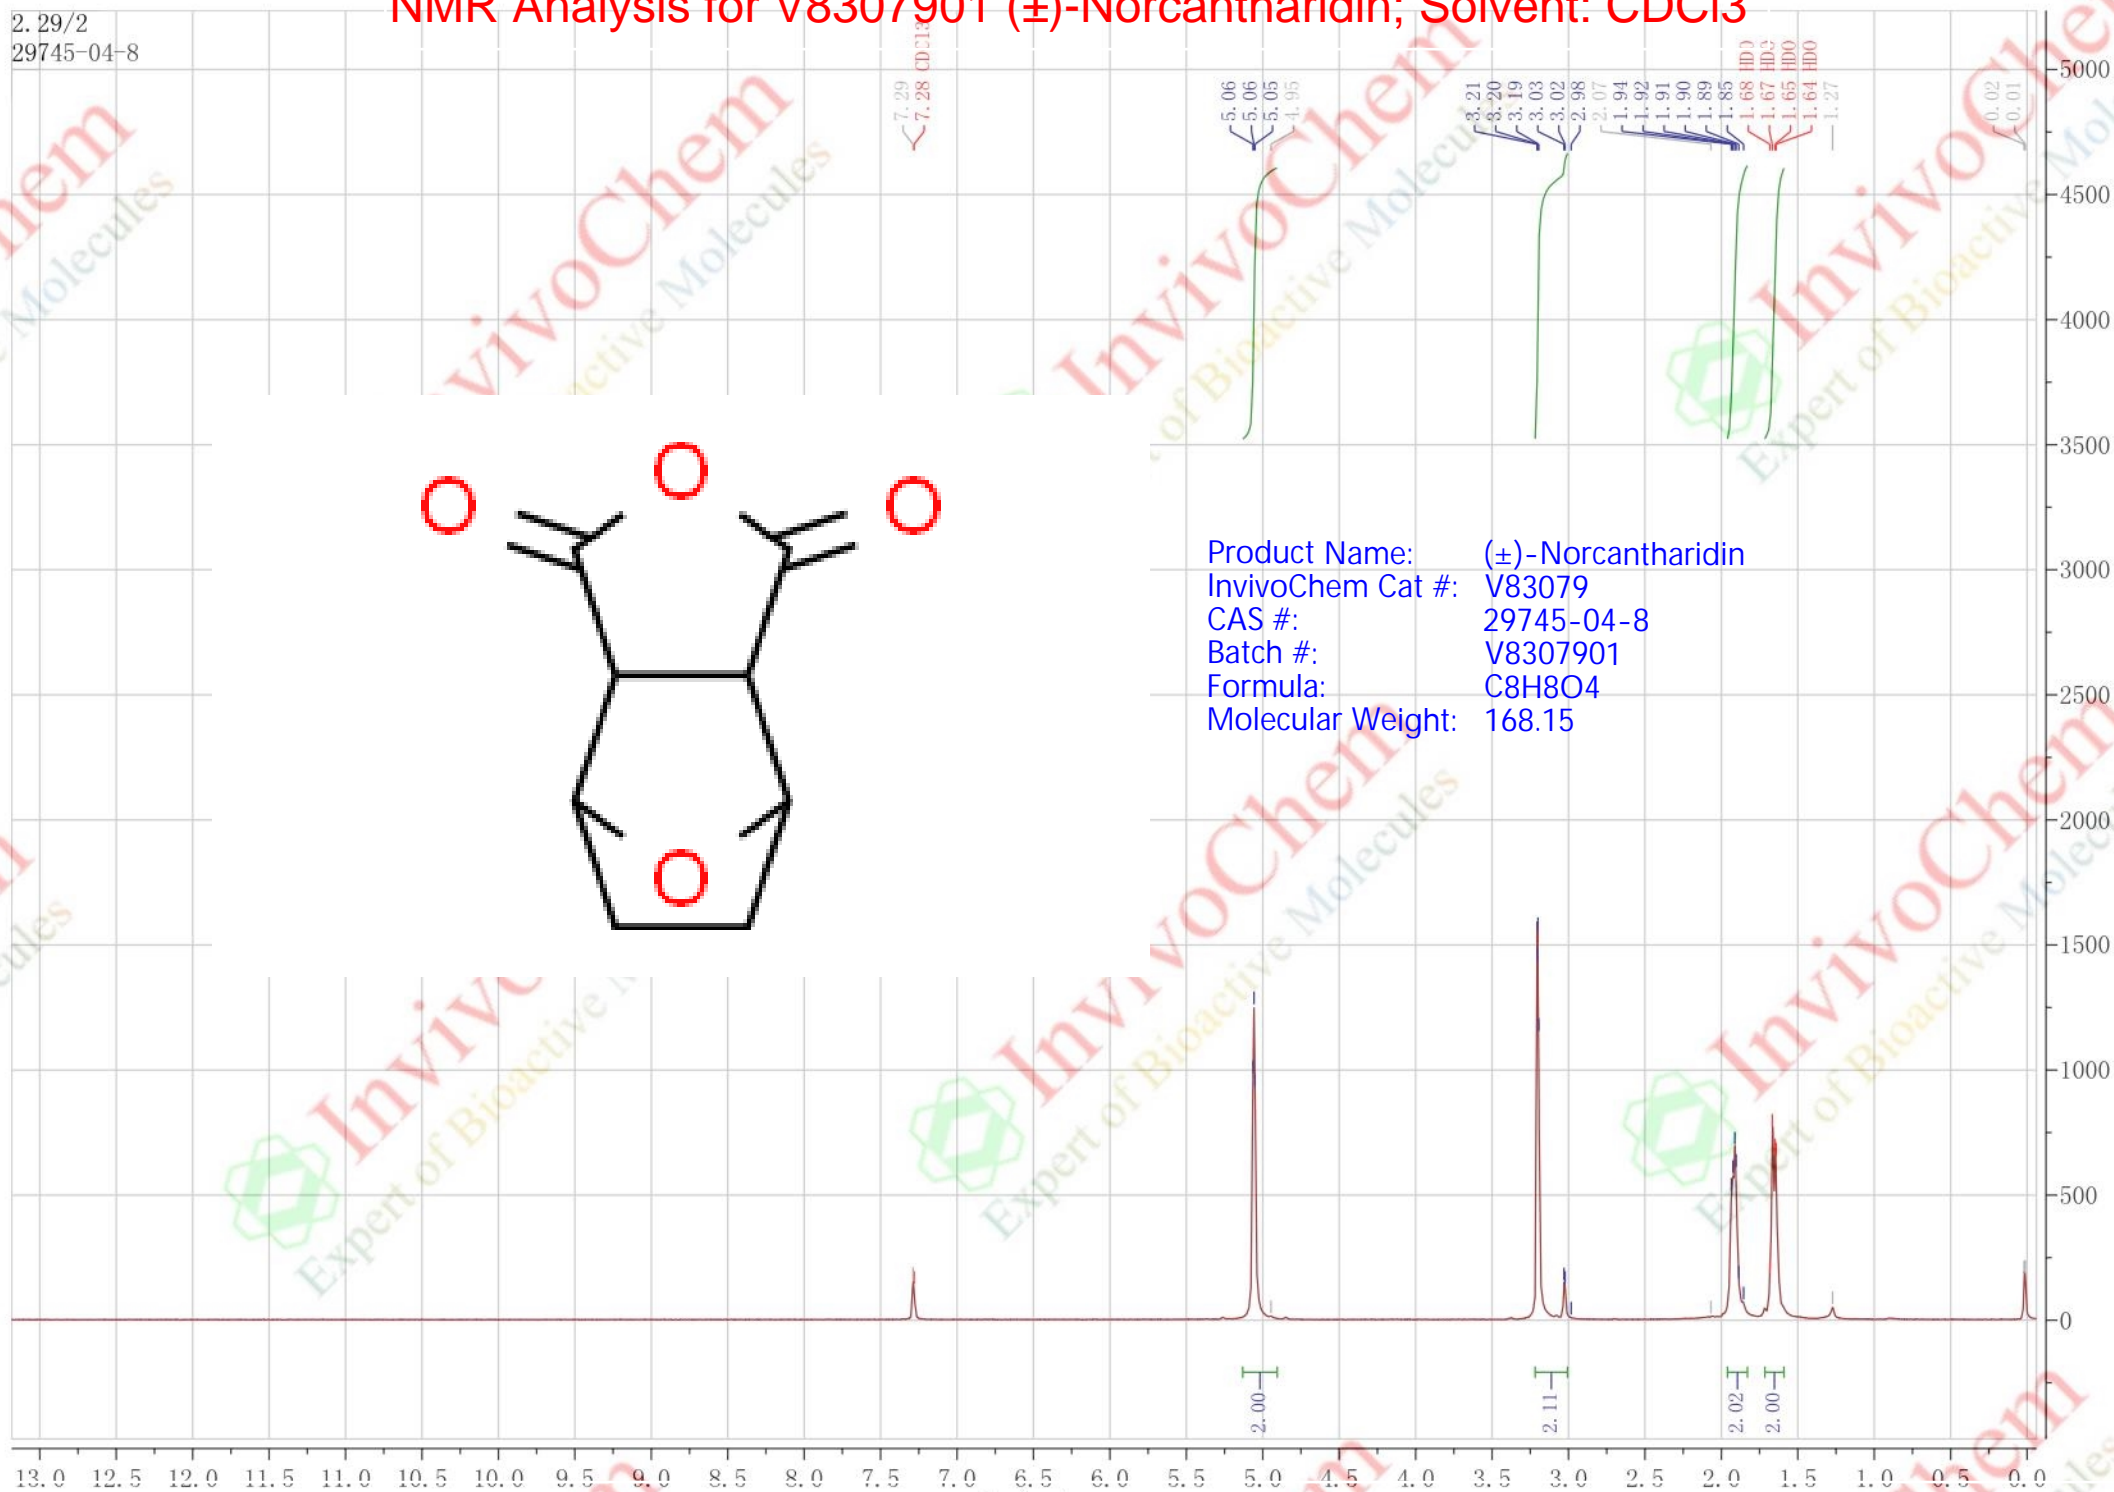 NMR Analysis for V8307901 (±)-Norcantharidin; Solvent: CDCl3
2.29/2
29745-04-8
7.29
7.28 CDCl3
5.06
5.06
5.05
4.95
3.21
3.20
3.19
3.03
3.02
2.98
2.07
1.94
1.92
1.91
1.90
1.89
1.85
1.68 HDO
1.67 HDO
1.65 HDO
1.64 HDO
1.27
0.02
0.01
5000
4500
4000
3500
3000
2500
2000
1500
1000
500
0
O
O
O
O
Product Name: (±)-Norcantharidin
InvivoChem Cat #: V83079
CAS #: 29745-04-8
Batch #: V8307901
Formula: C8H8O4
Molecular Weight: 168.15
2.00
2.11
2.02
2.00
13.0 12.5 12.0 11.5 11.0 10.5 10.0 9.5 9.0 8.5 8.0 7.5 7.0 6.5 6.0 5.5 5.0 4.5 4.0 3.5 3.0 2.5 2.0 1.5 1.0 0.5 0.0
InvivoChem
Expert of Bioactive Molecules